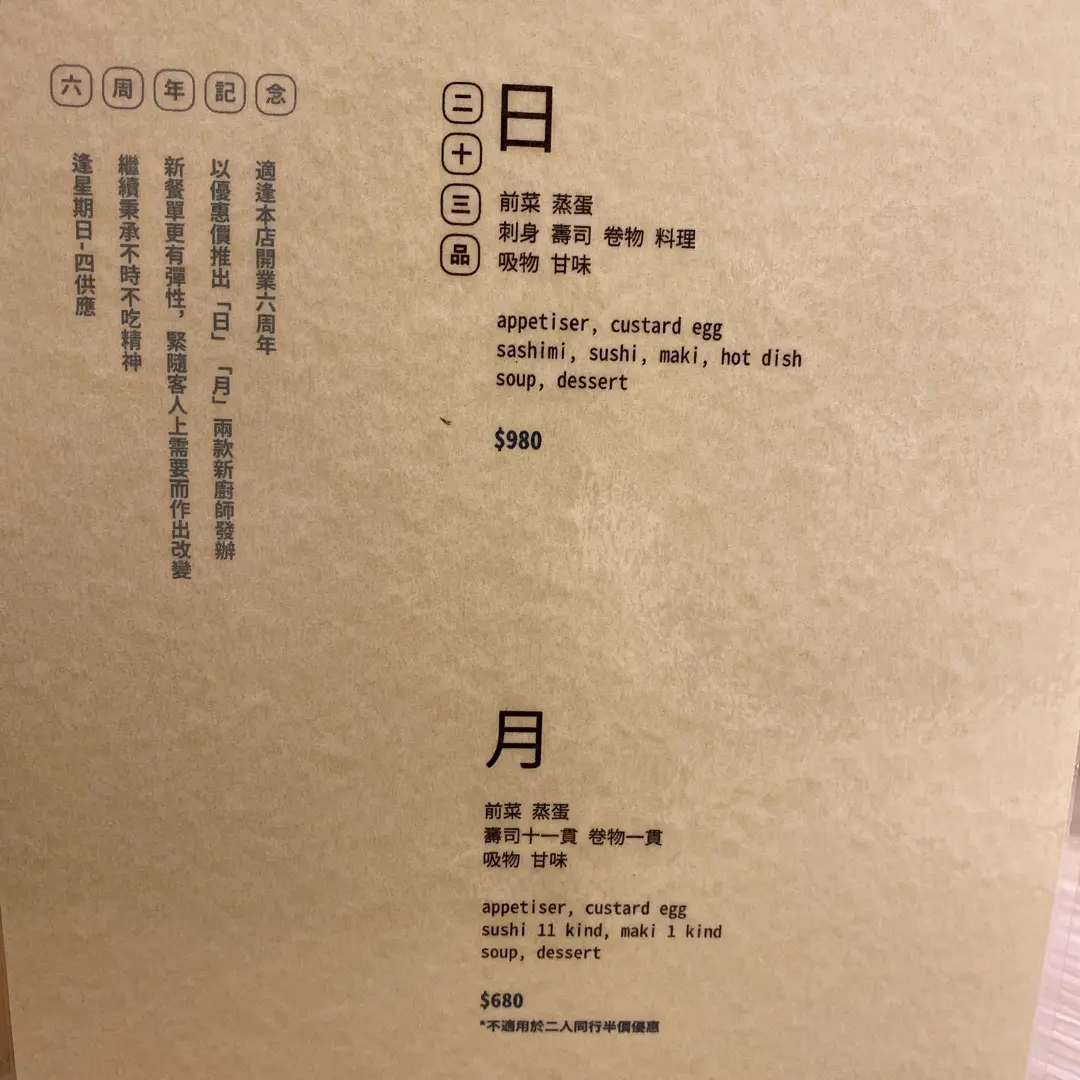 六周年記念
適逢本店開業六周年
以優惠價推出「日」「月」兩款新廚師發辦
新餐單更有彈性，緊隨客人上需要而作出改變
繼續秉承不時不吃精神
逢星期日-四供應
日
二十三品
前菜 蒸蛋
刺身 壽司 卷物 料理
吸物 甘味
appetiser, custard egg
sashimi, sushi, maki, hot dish
soup, dessert
$980
月
前菜 蒸蛋
壽司十一貫 卷物一貫
吸物 甘味
appetiser, custard egg
sushi 11 kind, maki 1 kind
soup, dessert
$680
*不適用於二人同行半價優惠